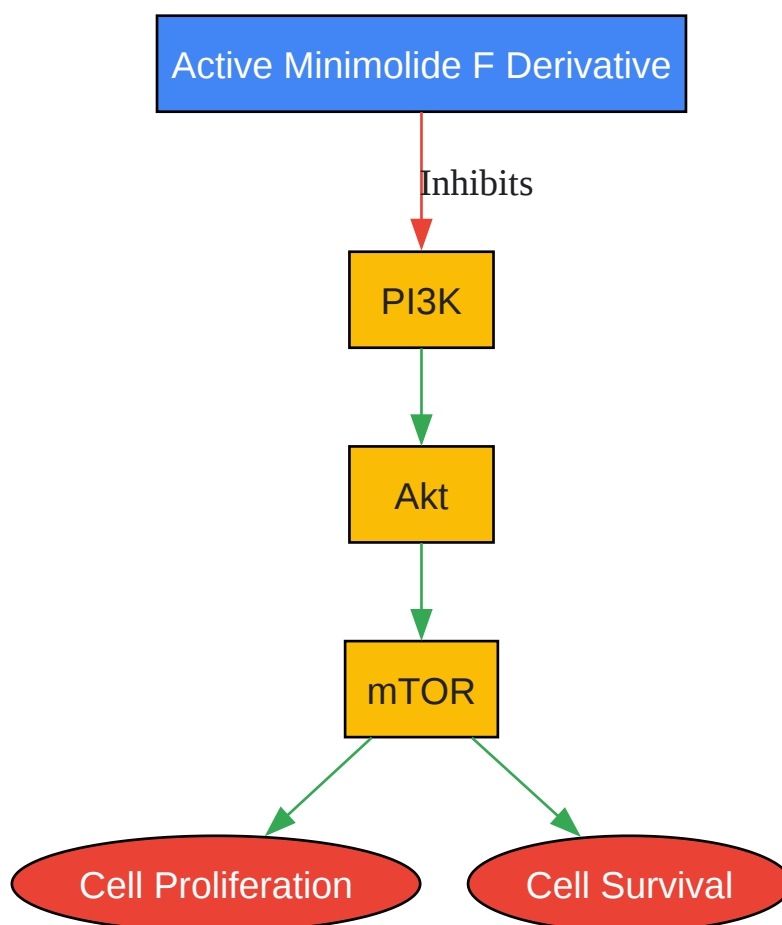 Active Minimolide F Derivative
Inhibits
PI3K
Akt
mTOR
Cell Proliferation
Cell Survival